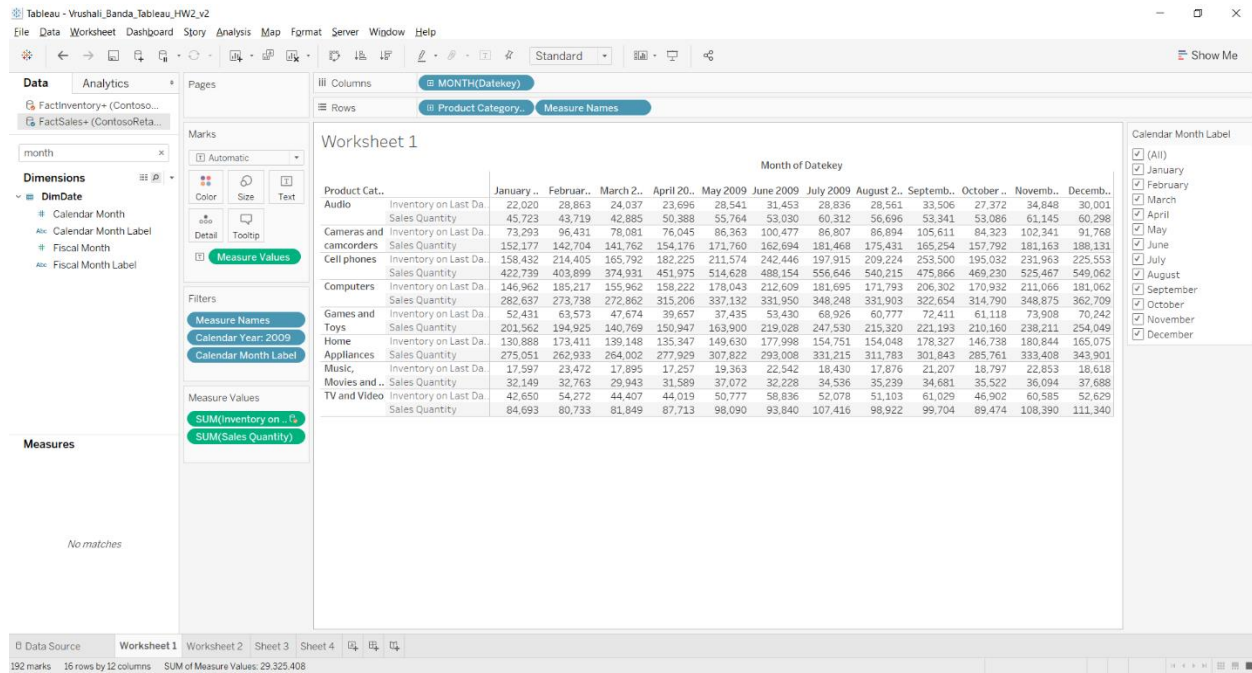 Tableau - Vrushali_Banda_Tableau_HW2_v2
File Data Worksheet Dashboard Story Analysis Map Format Server Window Help
Standard
Show Me
Data Analytics
FactInventory+ (Contoso...
FactSales+ (ContosoReta...
month
Dimensions
DimDate
# Calendar Month
Abc Calendar Month Label
# Fiscal Month
Abc Fiscal Month Label
Measures
No matches
Pages
Marks
Automatic
Color Size Text
Detail Tooltip
Measure Values
Filters
Measure Names
Calendar Year: 2009
Calendar Month Label
Measure Values
SUM(Inventory on ..
SUM(Sales Quantity)
Columns MONTH(Datekey)
Rows Product Category.. Measure Names
Worksheet 1
Month of Datekey
Product Cat.. January .. Februar.. March 2.. April 20.. May 2009 June 2009 July 2009 August 2.. Septemb.. October .. Novemb.. Decemb..
Audio Inventory on Last Da.. 22,020 28,863 24,037 23,696 28,541 31,453 28,836 28,561 33,506 27,372 34,848 30,001
Sales Quantity 45,723 43,719 42,885 50,388 55,764 53,030 60,312 56,696 53,341 53,086 61,145 60,298
Cameras and Inventory on Last Da.. 73,293 96,431 78,081 76,045 86,363 100,477 86,807 86,894 105,611 84,323 102,341 91,768
camcorders Sales Quantity 152,177 142,704 141,762 154,176 171,760 162,694 181,468 175,431 165,254 157,792 181,163 188,131
Cell phones Inventory on Last Da.. 158,432 214,405 165,792 182,225 211,574 242,446 197,915 209,224 253,500 195,032 231,963 225,553
Sales Quantity 422,739 403,899 374,931 451,975 514,628 488,154 556,646 540,215 475,866 469,230 525,467 549,062
Computers Inventory on Last Da.. 146,962 185,217 155,962 158,222 178,043 212,609 181,695 171,793 206,302 170,932 211,066 181,062
Sales Quantity 282,637 273,738 272,862 315,206 337,132 331,950 348,248 331,903 322,654 314,790 348,875 362,709
Games and Inventory on Last Da.. 52,431 63,573 47,674 39,657 37,435 53,430 68,926 60,777 72,411 61,118 73,908 70,242
Toys Sales Quantity 201,562 194,925 140,769 150,947 163,900 219,028 247,530 215,320 221,193 210,160 238,211 254,049
Home Inventory on Last Da.. 130,888 173,411 139,148 135,347 149,630 177,998 154,751 154,048 178,327 146,738 180,844 165,075
Appliances Sales Quantity 275,051 262,933 264,002 277,929 307,822 293,008 331,215 311,783 301,843 285,761 333,408 343,901
Music, Inventory on Last Da.. 17,597 23,472 17,895 17,257 19,363 22,542 18,430 17,876 21,207 18,797 22,853 18,618
Movies and .. Sales Quantity 32,149 32,763 29,943 31,589 37,072 32,228 34,536 35,239 34,681 35,522 36,094 37,688
TV and Video Inventory on Last Da.. 42,650 54,272 44,407 44,019 50,777 58,836 52,078 51,103 61,029 46,902 60,585 52,629
Sales Quantity 84,693 80,733 81,849 87,713 98,090 93,840 107,416 98,922 99,704 89,474 108,390 111,340
Calendar Month Label
(All)
January
February
March
April
May
June
July
August
September
October
November
December
Data Source Worksheet 1 Worksheet 2 Sheet 3 Sheet 4
192 marks 16 rows by 12 columns SUM of Measure Values: 29,325,408